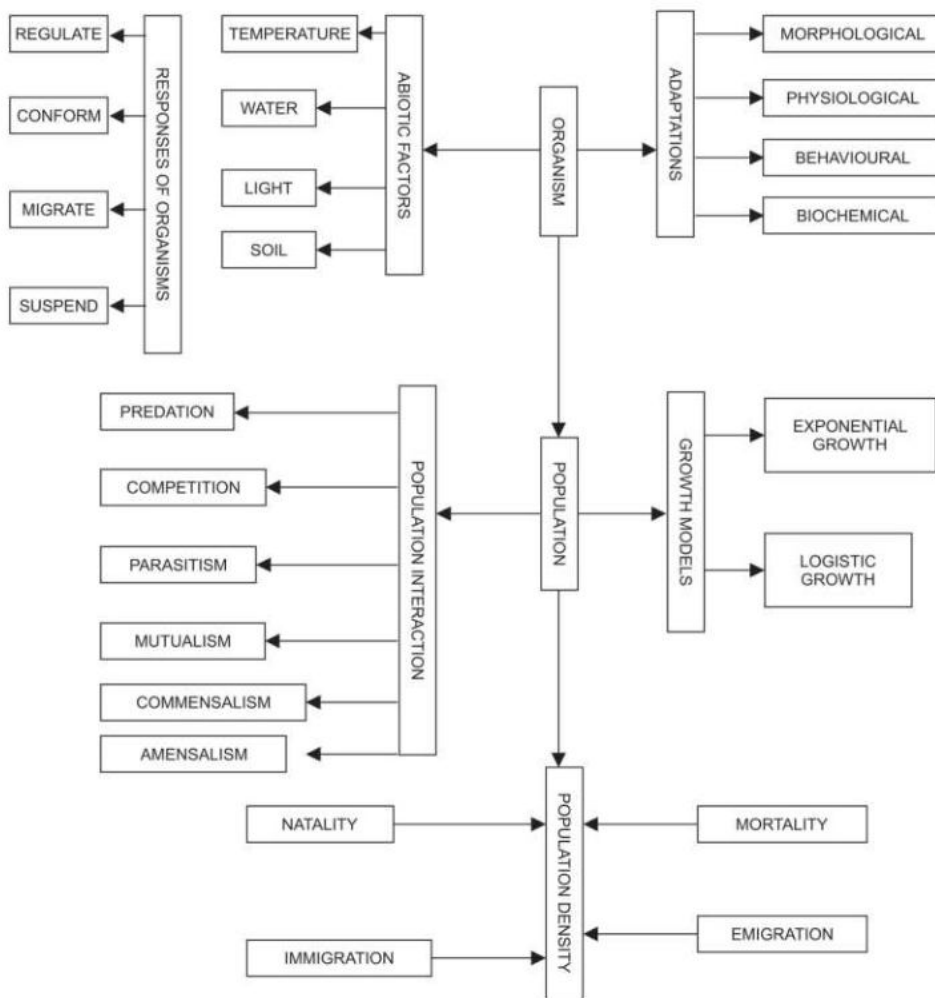 REGULATE
CONFORM
MIGRATE
SUSPEND
RESPONSES OF ORGANISMS
TEMPERATURE
WATER
LIGHT
SOIL
ABIOTIC FACTORS
ORGANISM
ADAPTATIONS
MORPHOLOGICAL
PHYSIOLOGICAL
BEHAVIOURAL
BIOCHEMICAL
PREDATION
COMPETITION
PARASITISM
MUTUALISM
COMMENSALISM
AMENSALISM
POPULATION INTERACTION
POPULATION
GROWTH MODELS
EXPONENTIAL
GROWTH
LOGISTIC
GROWTH
NATALITY
IMMIGRATION
POPULATION DENSITY
MORTALITY
EMIGRATION